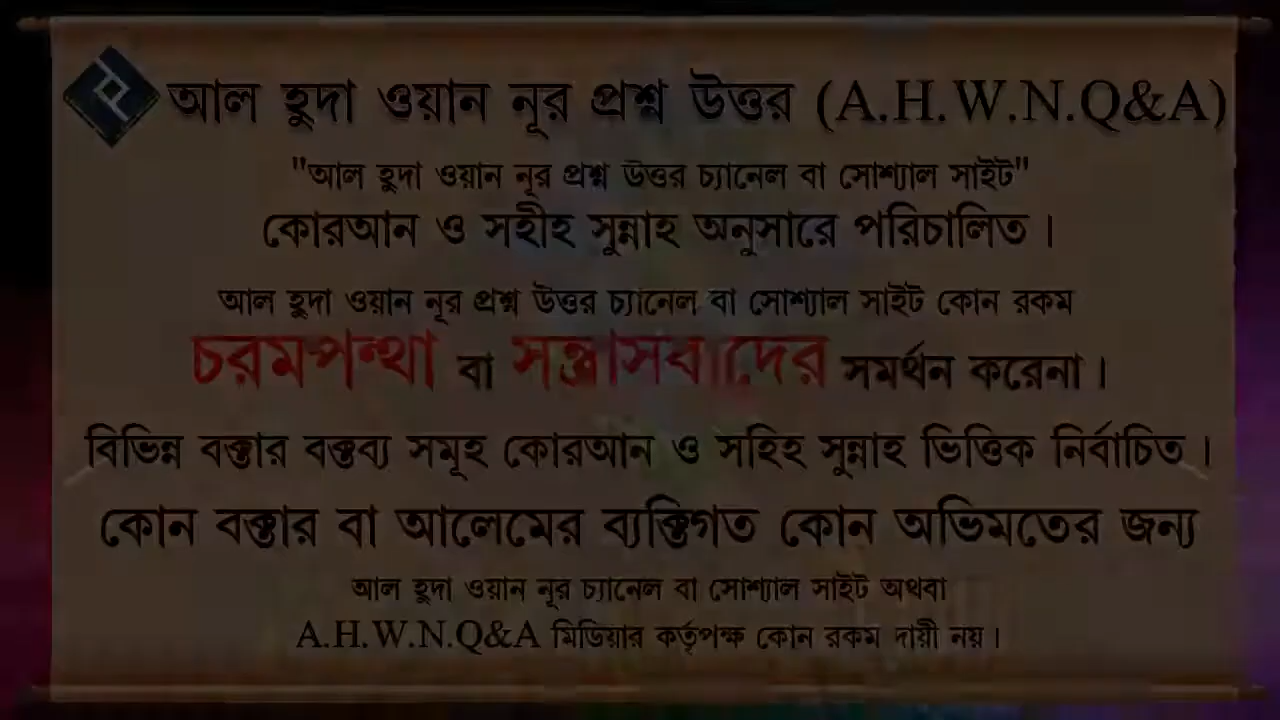 আল হুদা ওয়ান নূর প্রশ্ন উত্তর (A.H.W.N.Q&A)
"আল হুদা ওয়ান নূর প্রশ্ন উত্তর চ্যানেল বা সোশ্যাল সাইট"
কোরআন ও সহীহ সুন্নাহ অনুসারে পরিচালিত।
আল হুদা ওয়ান নূর প্রশ্ন উত্তর চ্যানেল বা সোশ্যাল সাইট কোন রকম
চরমপন্থা বা সন্ত্রাসবাদের সমর্থন করেনা।
বিভিন্ন বক্তার বক্তব্য সমূহ কোরআন ও সহিহ সুন্নাহ ভিত্তিক নির্বাচিত।
কোন বক্তার বা আলেমের ব্যক্তিগত কোন অভিমতের জন্য
আল হুদা ওয়ান নূর চ্যানেল বা সোশ্যাল সাইট অথবা
A.H.W.N.Q&A মিডিয়ার কর্তৃপক্ষ কোন রকম দায়ী নয়।